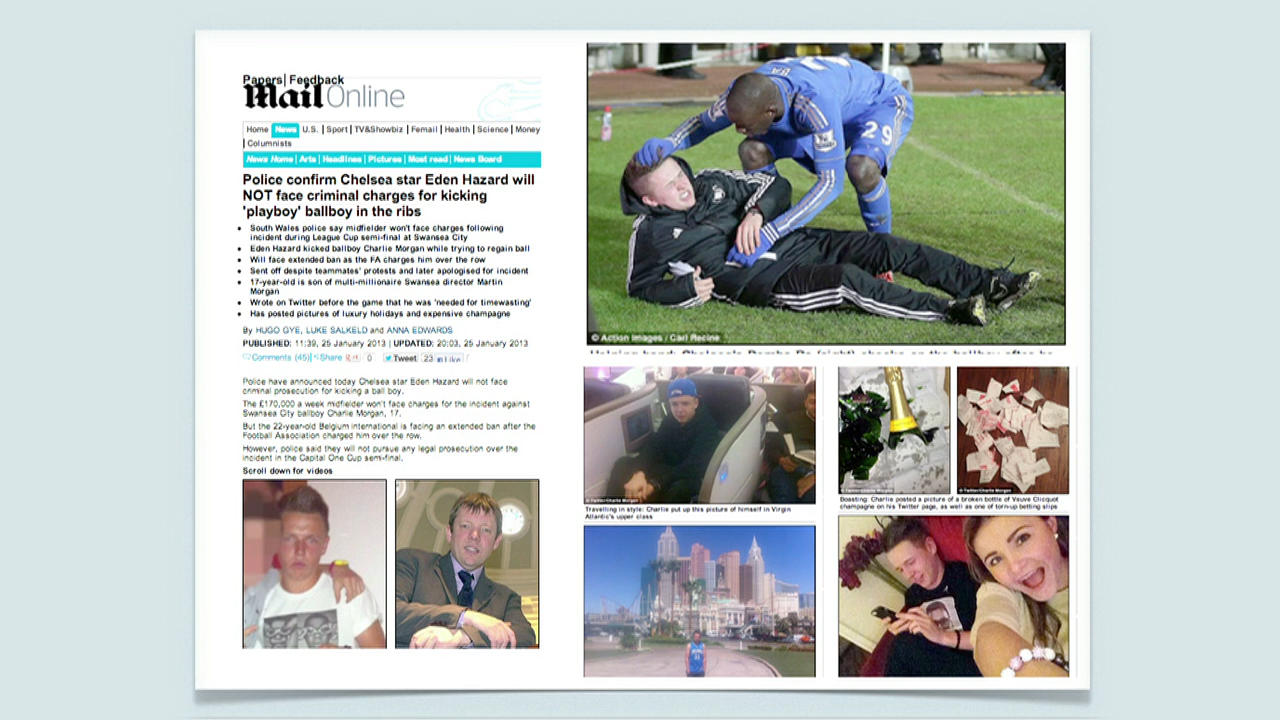 Papers| Feedback
Mail Online
Home News U.S. | Sport | TV&Showbiz | Femail | Health | Science | Money
| Columnists
News Home | Arts | Headlines | Pictures | Most read | News Board
Police confirm Chelsea star Eden Hazard will
NOT face criminal charges for kicking
'playboy' ballboy in the ribs
South Wales police say midfielder won't face charges following
incident during League Cup semi-final at Swansea City
Eden Hazard kicked ballboy Charlie Morgan while trying to regain ball
Will face extended ban as the FA charges him over the row
Sent off despite teammates' protests and later apologised for incident
17-year-old is son of multi-millionaire Swansea director Martin
Morgan
Wrote on Twitter before the game that he was 'needed for timewasting'
Has posted pictures of luxury holidays and expensive champagne
By HUGO GYE, LUKE SALKELD and ANNA EDWARDS
PUBLISHED: 11:39, 25 January 2013 | UPDATED: 20:03, 25 January 2013
Comments (45)| Share +1 0 Tweet 23 Like
Police have announced today Chelsea star Eden Hazard will not face
criminal prosecution for kicking a ball boy.
The £170,000 a week midfielder won't face charges for the incident against
Swansea City ballboy Charlie Morgan, 17.
But the 22-year-old Belgium international is facing an extended ban after the
Football Association charged him over the row.
However, police said they will not pursue any legal prosecution over the
incident in the Capital One Cup semi-final.
Scroll down for videos
29
© Action Images / Carl Recine
© Twitter/Charlie Morgan
Travelling in style: Charlie put up this picture of himself in Virgin
Atlantic's upper class
© Twitter/Charlie Morgan
© Twitter/Charlie Morgan
Boasting: Charlie posted a picture of a broken bottle of Veuve Clicquot
champagne on his Twitter page, as well as one of torn-up betting slips